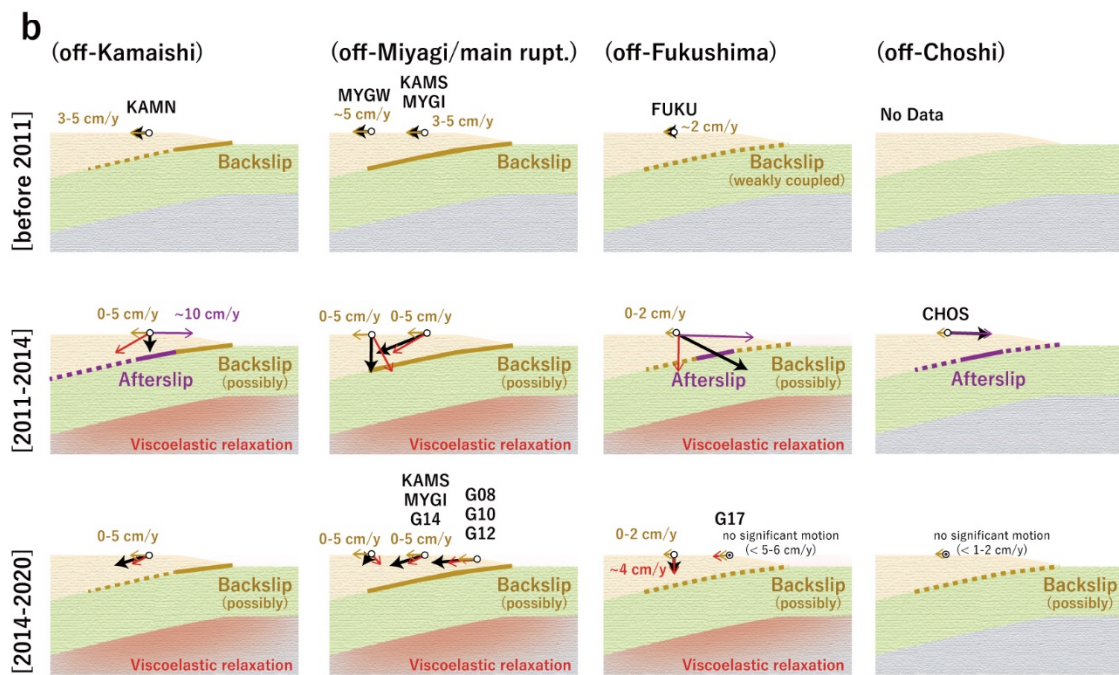 b
(off-Kamaishi)
(off-Miyagi/main rupt.)
(off-Fukushima)
(off-Choshi)
[before 2011]
KAMN
3-5 cm/y
Backslip
MYGW
~5 cm/y
KAMS
MYGI
3-5 cm/y
Backslip
FUKU
~2 cm/y
Backslip
(weakly coupled)
No Data
[2011-2014]
0-5 cm/y
~10 cm/y
Afterslip
Backslip
(possibly)
Viscoelastic relaxation
0-5 cm/y
0-5 cm/y
Backslip
(possibly)
Viscoelastic relaxation
0-2 cm/y
Afterslip
Backslip
(possibly)
Viscoelastic relaxation
CHOS
Afterslip
[2014-2020]
0-5 cm/y
Backslip
(possibly)
Viscoelastic relaxation
KAMS
MYGI
G14
G08
G10
G12
0-5 cm/y
0-5 cm/y
Backslip
(possibly)
Viscoelastic relaxation
G17
0-2 cm/y
no significant motion
(< 5-6 cm/y)
~4 cm/y
Backslip
(possibly)
Viscoelastic relaxation
no significant motion
(< 1-2 cm/y)
Backslip
(possibly)